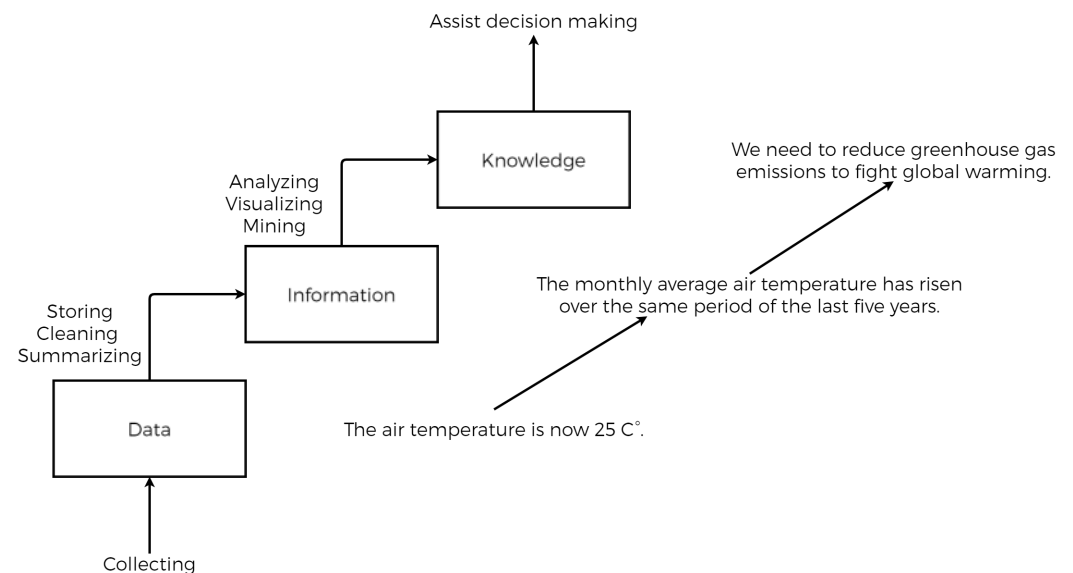 Assist decision making
Knowledge
We need to reduce greenhouse gas
emissions to fight global warming.
Analyzing
Visualizing
Mining
Information
The monthly average air temperature has risen
over the same period of the last five years.
Storing
Cleaning
Summarizing
Data
The air temperature is now 25 C°.
Collecting